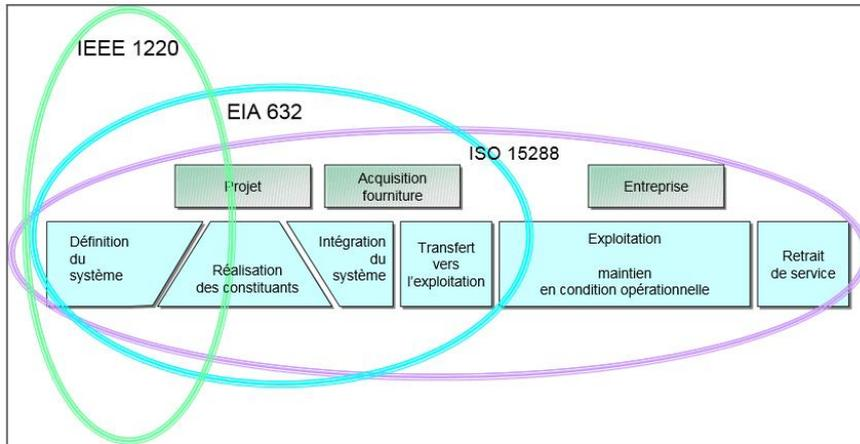 IEEE 1220
EIA 632
ISO 15288
Projet
Acquisition
fourniture
Entreprise
Définition
du
système
Réalisation
des constituants
Intégration
du
système
Transfert
vers
l'exploitation
Exploitation
maintien
en condition opérationnelle
Retrait
de service